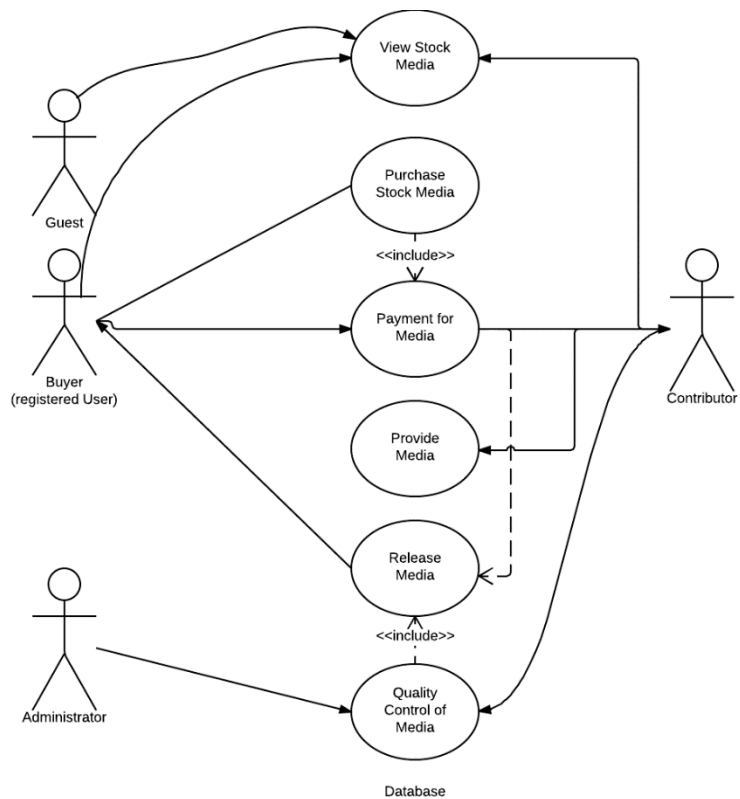 View Stock
Media
Guest
Purchase
Stock Media
<<include>>
Payment for
Media
Buyer
(registered User)
Contributor
Provide
Media
Release
Media
<<include>>
Administrator
Quality
Control of
Media
Database